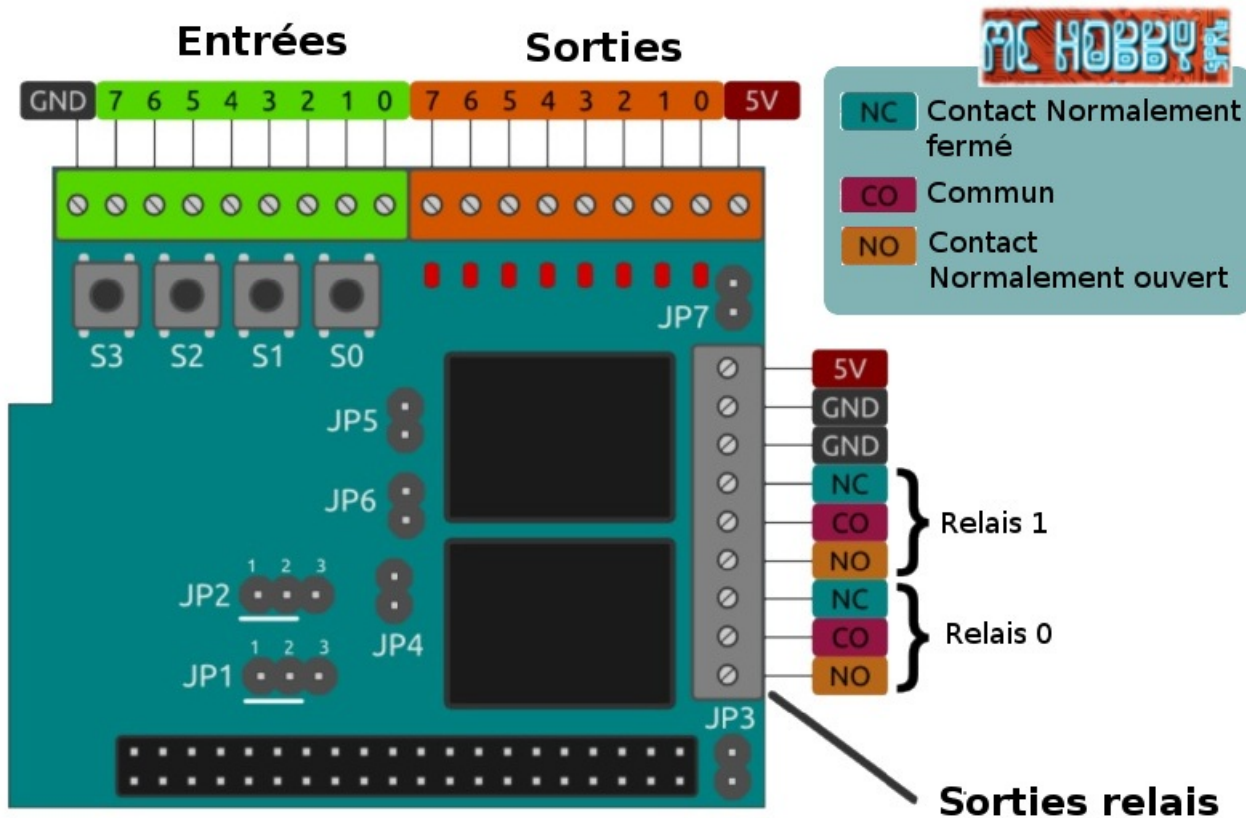 Entrées
Sorties
MC HOBBY
GND 7 6 5 4 3 2 1 0 7 6 5 4 3 2 1 0 5V
NC Contact Normalement
fermé
CO Commun
NO Contact
Normalement ouvert
S3 S2 S1 S0
JP7
5V
GND
GND
NC
CO
NO
Relais 1
NC
CO
NO
Relais 0
JP5
JP6
1 2 3
JP2
JP4
1 2 3
JP1
JP3
Sorties relais